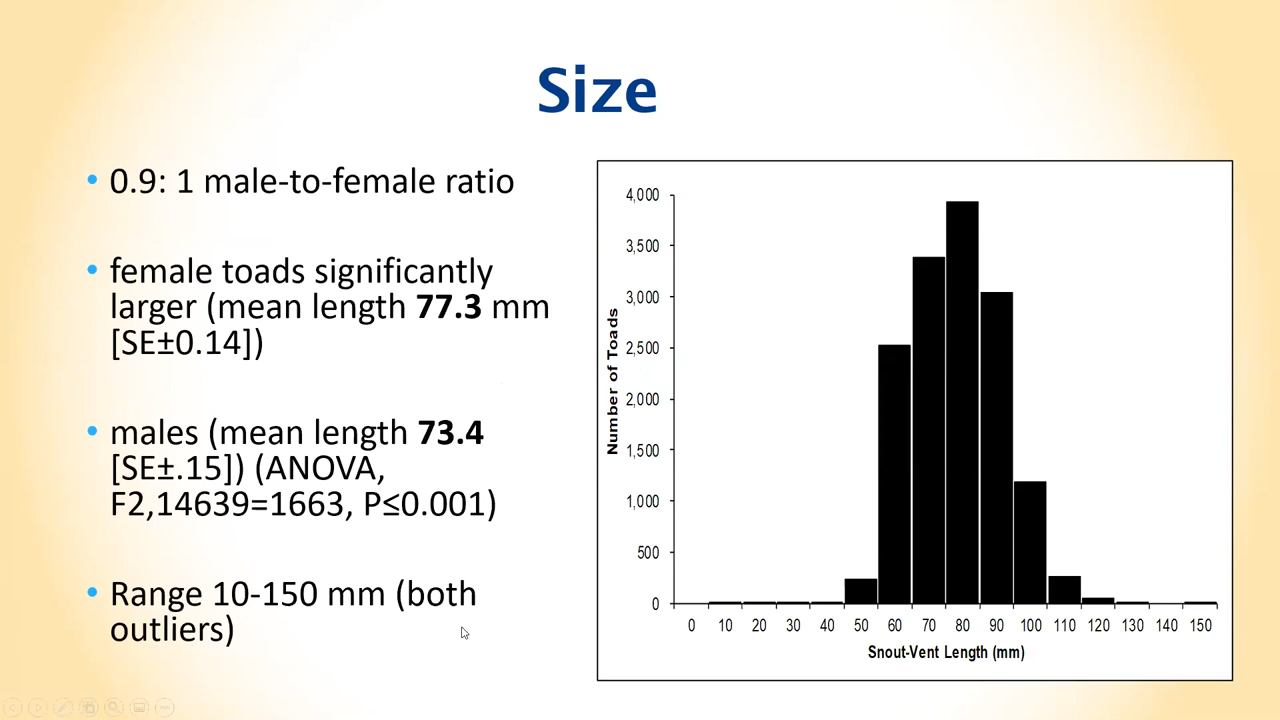 Size
• 0.9: 1 male-to-female ratio
• female toads significantly
larger (mean length 77.3 mm
[SE±0.14])
• males (mean length 73.4
[SE±.15]) (ANOVA,
F2,14639=1663, P≤0.001)
• Range 10-150 mm (both
outliers)
Number of Toads
4,000
3,500
3,000
2,500
2,000
1,500
1,000
500
0
0 10 20 30 40 50 60 70 80 90 100 110 120 130 140 150
Snout-Vent Length (mm)